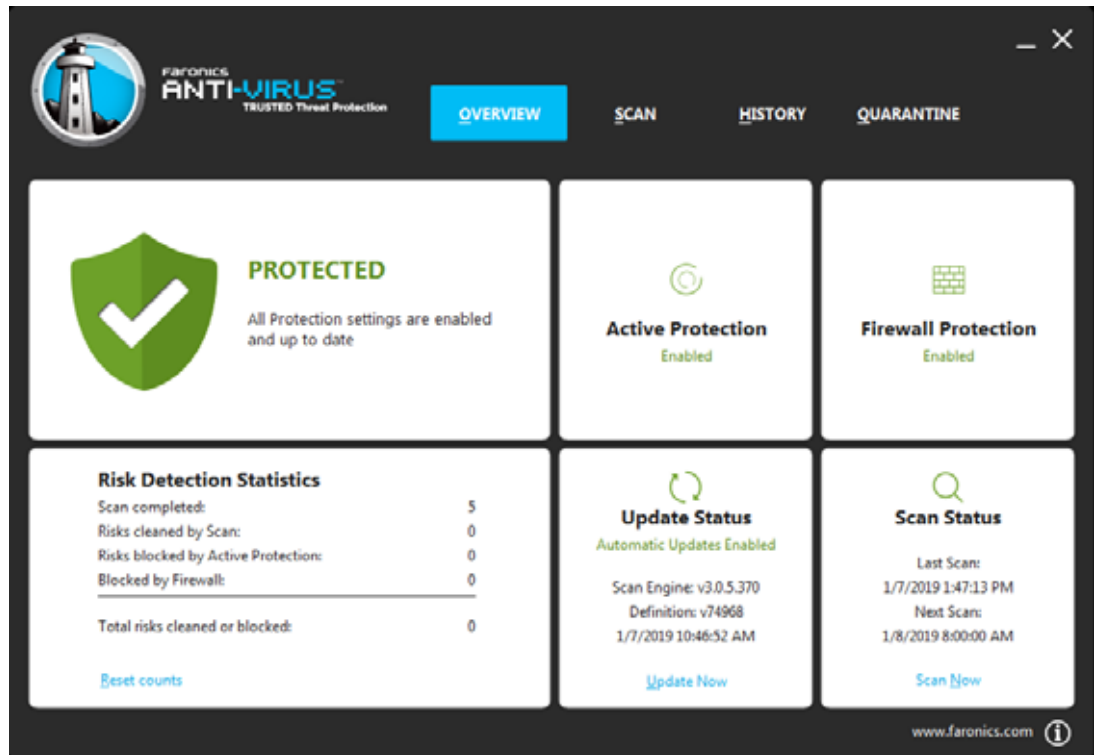 Faronics
ANTI-VIRUS™
TRUSTED Threat Protection
OVERVIEW
SCAN
HISTORY
QUARANTINE
PROTECTED
All Protection settings are enabled
and up to date
Active Protection
Enabled
Firewall Protection
Enabled
Risk Detection Statistics
Scan completed: 5
Risks cleaned by Scan: 0
Risks blocked by Active Protection: 0
Blocked by Firewall: 0
Total risks cleaned or blocked: 0
Reset counts
Update Status
Automatic Updates Enabled
Scan Engine: v3.0.5.370
Definition: v74968
1/7/2019 10:46:52 AM
Update Now
Scan Status
Last Scan:
1/7/2019 1:47:13 PM
Next Scan:
1/8/2019 8:00:00 AM
Scan Now
www.faronics.com